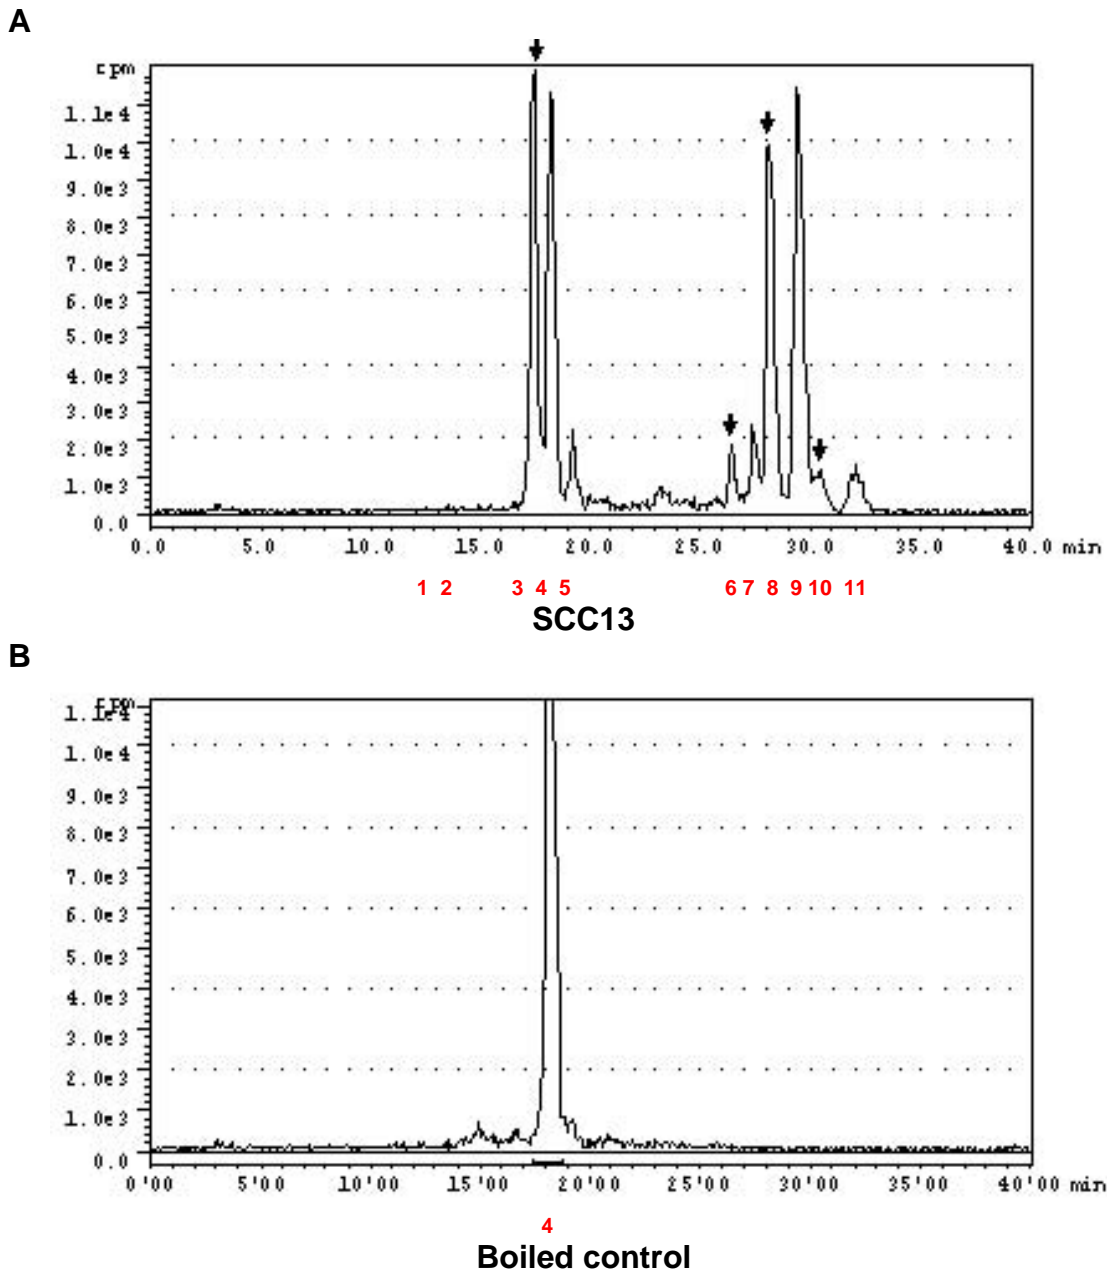 A
cpm
1.1e4
1.0e4
9.0e3
8.0e3
7.0e3
6.0e3
5.0e3
4.0e3
3.0e3
2.0e3
1.0e3
0.0
0.0 5.0 10.0 15.0 20.0 25.0 30.0 35.0 40.0 min
1 2 3 4 5 6 7 8 9 10 11
SCC13
B
cpm
1.1e4
1.0e4
9.0e3
8.0e3
7.0e3
6.0e3
5.0e3
4.0e3
3.0e3
2.0e3
1.0e3
0.0
0'00 5'00 10'00 15'00 20'00 25'00 30'00 35'00 40'00 min
4
Boiled control